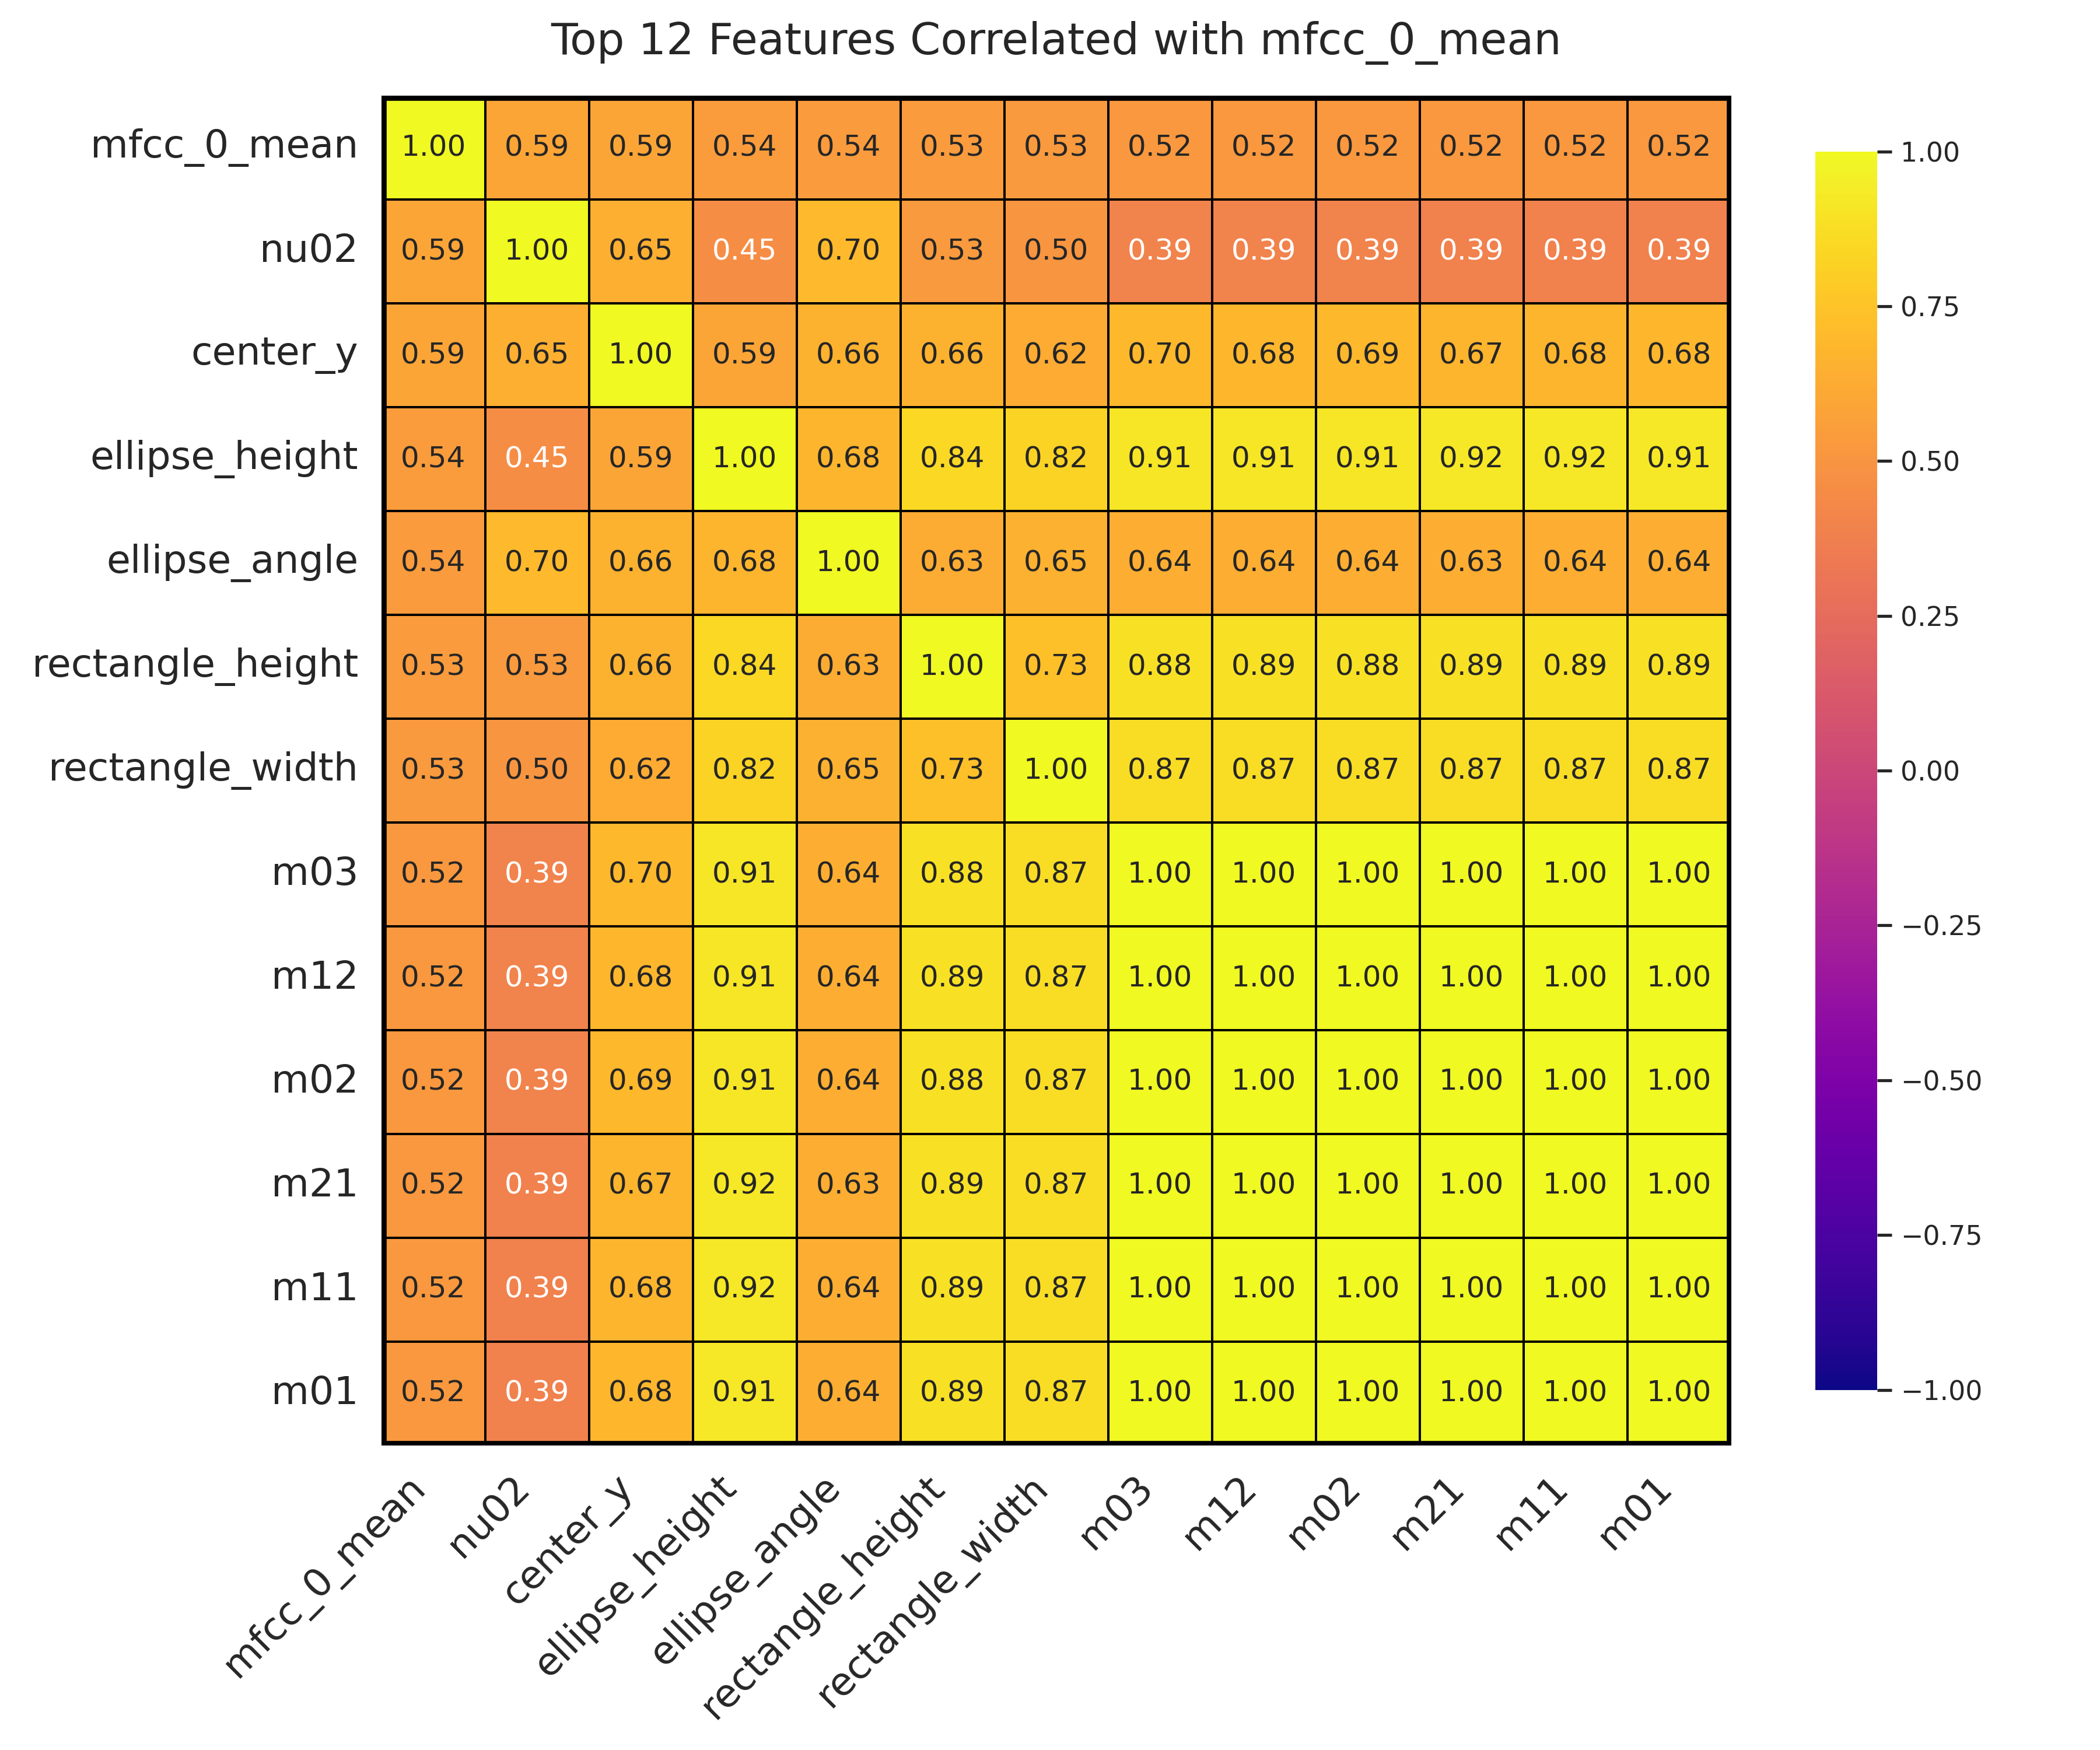 Top 12 Features Correlated with mfcc_0_mean
mfcc_0_mean 1.00 0.59 0.59 0.54 0.54 0.53 0.53 0.52 0.52 0.52 0.52 0.52 0.52
nu02 0.59 1.00 0.65 0.45 0.70 0.53 0.50 0.39 0.39 0.39 0.39 0.39 0.39
center_y 0.59 0.65 1.00 0.59 0.66 0.66 0.62 0.70 0.68 0.69 0.67 0.68 0.68
ellipse_height 0.54 0.45 0.59 1.00 0.68 0.84 0.82 0.91 0.91 0.91 0.92 0.92 0.91
ellipse_angle 0.54 0.70 0.66 0.68 1.00 0.63 0.65 0.64 0.64 0.64 0.63 0.64 0.64
rectangle_height 0.53 0.53 0.66 0.84 0.63 1.00 0.73 0.88 0.89 0.88 0.89 0.89 0.89
rectangle_width 0.53 0.50 0.62 0.82 0.65 0.73 1.00 0.87 0.87 0.87 0.87 0.87 0.87
m03 0.52 0.39 0.70 0.91 0.64 0.88 0.87 1.00 1.00 1.00 1.00 1.00 1.00
m12 0.52 0.39 0.68 0.91 0.64 0.89 0.87 1.00 1.00 1.00 1.00 1.00 1.00
m02 0.52 0.39 0.69 0.91 0.64 0.88 0.87 1.00 1.00 1.00 1.00 1.00 1.00
m21 0.52 0.39 0.67 0.92 0.63 0.89 0.87 1.00 1.00 1.00 1.00 1.00 1.00
m11 0.52 0.39 0.68 0.92 0.64 0.89 0.87 1.00 1.00 1.00 1.00 1.00 1.00
m01 0.52 0.39 0.68 0.91 0.64 0.89 0.87 1.00 1.00 1.00 1.00 1.00 1.00
mfcc_0_mean nu02 center_y ellipse_height ellipse_angle rectangle_height rectangle_width m03 m12 m02 m21 m11 m01
1.00
0.75
0.50
0.25
0.00
−0.25
−0.50
−0.75
−1.00